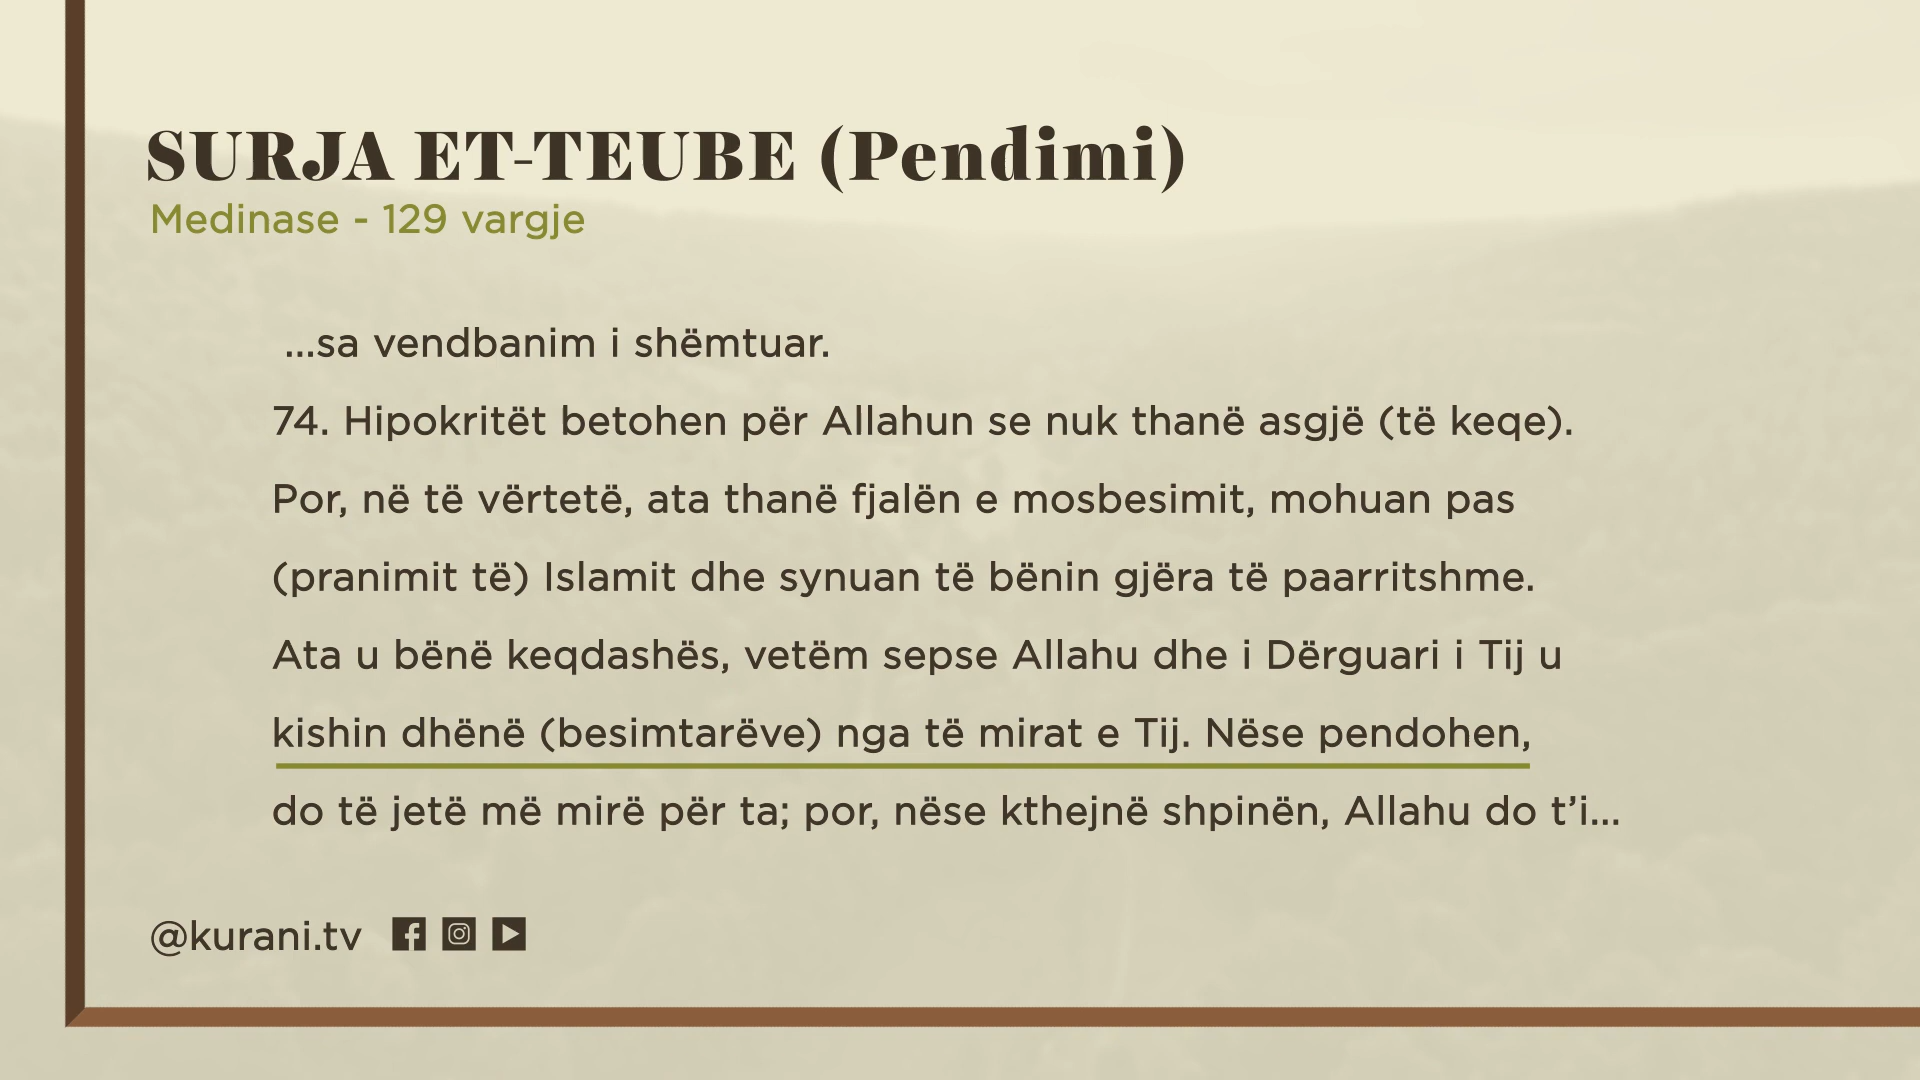 SURJA ET-TEUBE (Pendimi)
Medinase - 129 vargje
...sa vendbanim i shëmtuar.
74. Hipokritët betohen për Allahun se nuk thanë asgjë (të keqe).
Por, në të vërtetë, ata thanë fjalën e mosbesimit, mohuan pas
(pranimit të) Islamit dhe synuan të bënin gjëra të paarritshme.
Ata u bënë keqdashës, vetëm sepse Allahu dhe i Dërguari i Tij u
kishin dhënë (besimtarëve) nga të mirat e Tij. Nëse pendohen,
do të jetë më mirë për ta; por, nëse kthejnë shpinën, Allahu do t’i...
@kurani.tv